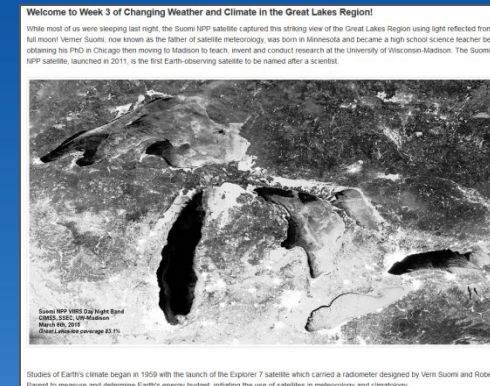 Welcome to Week 3 of Changing Weather and Climate in the Great Lakes Region!
While most of us were sleeping last night, the Suomi NPP satellite captured this striking view of the Great Lakes Region using light reflected from
full moon! Verner Suomi, now known as the father of satellite meteorology, was born in Minnesota and became a high school science teacher be
obtaining his PhD in Chicago then moving to Madison to teach, invent and conduct research at the University of Wisconsin-Madison. The Suomi
NPP satellite, launched in 2011, is the first Earth-observing satellite to be named after a scientist.
Suomi NPP VIIRS Day Night Band
CIMSS, SSEC, UW-Madison
March 6th, 2015
Great Lakes ice coverage 83.1%
Studies of Earth's climate began in 1959 with the launch of the Explorer 7 satellite which carried a radiometer designed by Vern Suomi and Robe
Parent to measure and determine Earth's energy budget, initiating the use of satellites in meteorology and climatology.